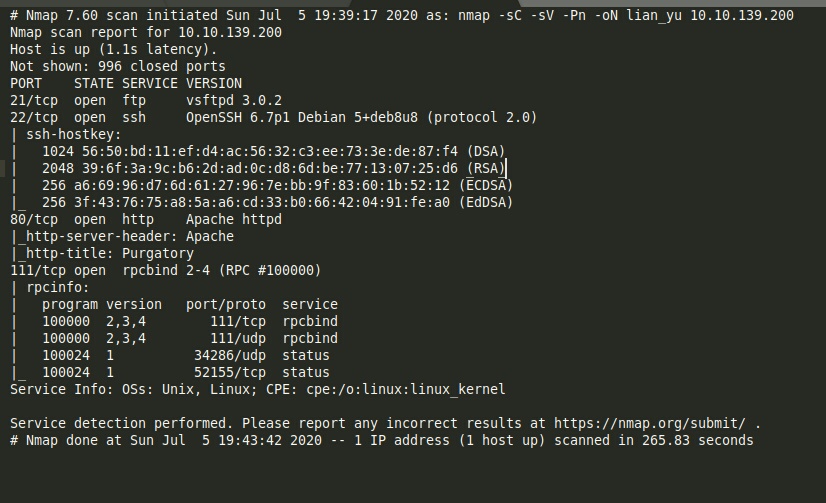 # Nmap 7.60 scan initiated Sun Jul  5 19:39:17 2020 as: nmap -sC -sV -Pn -oN lian_yu 10.10.139.200
Nmap scan report for 10.10.139.200
Host is up (1.1s latency).
Not shown: 996 closed ports
PORT    STATE SERVICE VERSION
21/tcp  open  ftp     vsftpd 3.0.2
22/tcp  open  ssh     OpenSSH 6.7p1 Debian 5+deb8u8 (protocol 2.0)
| ssh-hostkey:
|   1024 56:50:bd:11:ef:d4:ac:56:32:c3:ee:73:3e:de:87:f4 (DSA)
|   2048 39:6f:3a:9c:b6:2d:ad:0c:d8:6d:be:77:13:07:25:d6 (RSA)
|   256 a6:69:96:d7:6d:61:27:96:7e:bb:9f:83:60:1b:52:12 (ECDSA)
|_  256 3f:43:76:75:a8:5a:a6:cd:33:b0:66:42:04:91:fe:a0 (EdDSA)
80/tcp  open  http    Apache httpd
|_http-server-header: Apache
|_http-title: Purgatory
111/tcp open  rpcbind 2-4 (RPC #100000)
| rpcinfo:
|   program version   port/proto  service
|   100000  2,3,4        111/tcp  rpcbind
|   100000  2,3,4        111/udp  rpcbind
|   100024  1          34286/udp  status
|_  100024  1          52155/tcp  status
Service Info: OSs: Unix, Linux; CPE: cpe:/o:linux:linux_kernel
Service detection performed. Please report any incorrect results at https://nmap.org/submit/ .
# Nmap done at Sun Jul  5 19:43:42 2020 -- 1 IP address (1 host up) scanned in 265.83 seconds